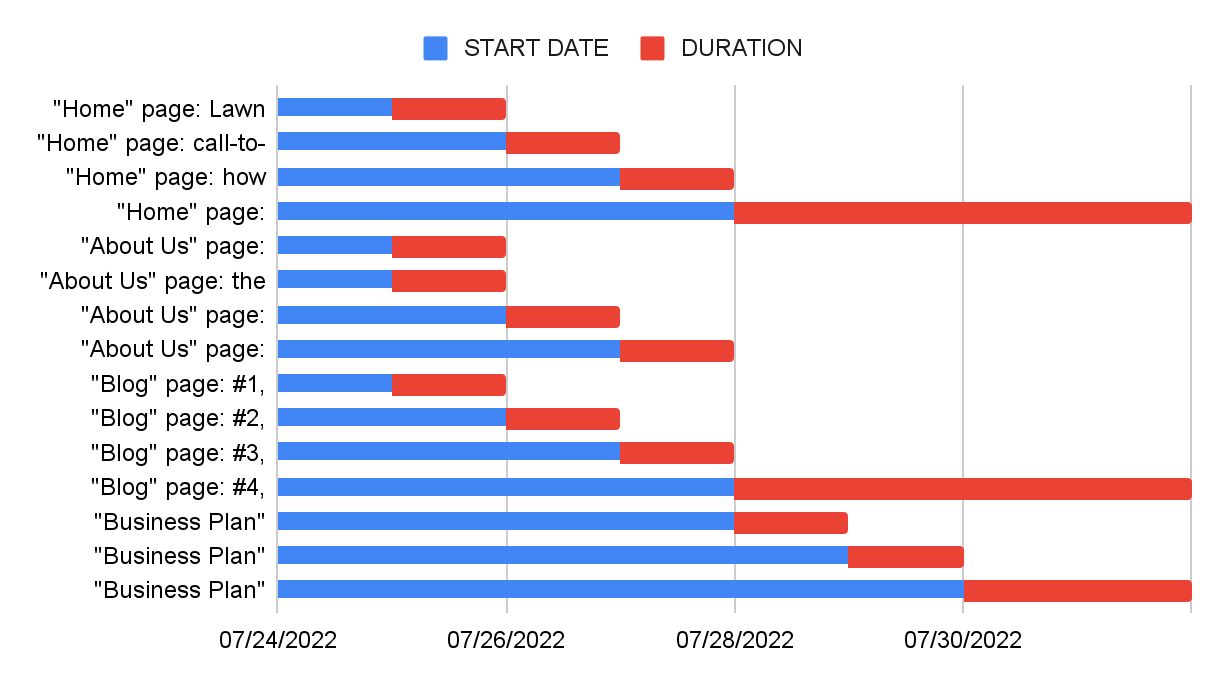 START DATE DURATION
"Home" page: Lawn
"Home" page: call-to-
"Home" page: how
"Home" page:
"About Us" page:
"About Us" page: the
"About Us" page:
"About Us" page:
"Blog" page: #1,
"Blog" page: #2,
"Blog" page: #3,
"Blog" page: #4,
"Business Plan"
"Business Plan"
"Business Plan"
07/24/2022 07/26/2022 07/28/2022 07/30/2022